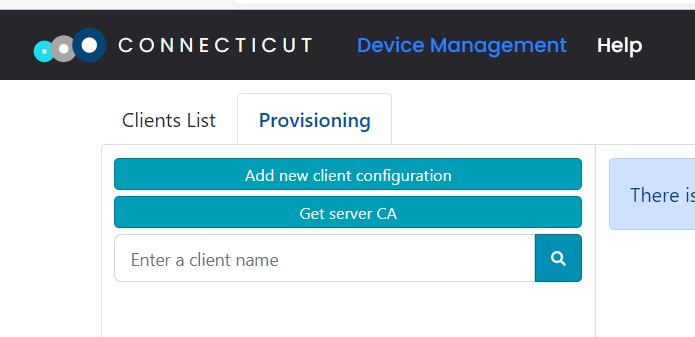 CONNECTICUT Device Management Help
Clients List Provisioning
Add new client configuration
There is
Get server CA
Enter a client name